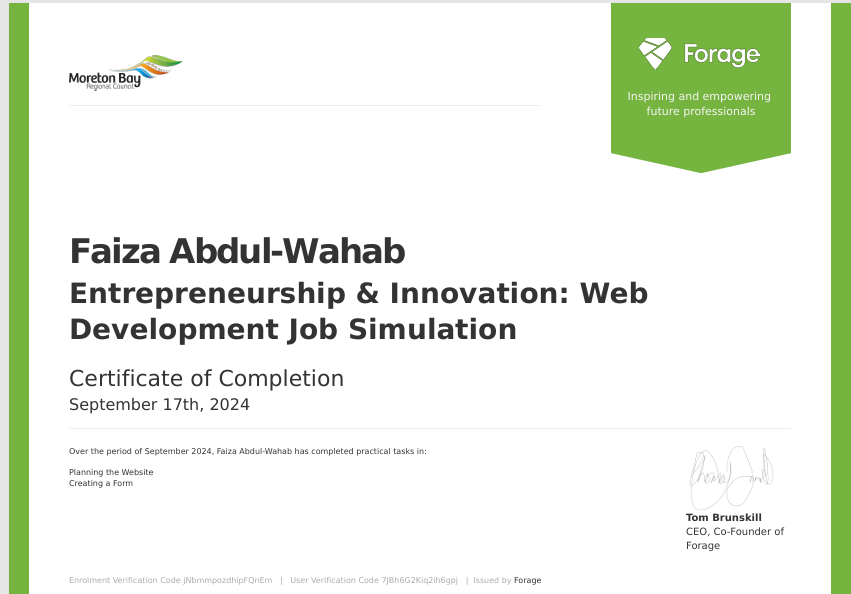 Moreton Bay
Regional Council
Forage
Inspiring and empowering
future professionals
Faiza Abdul-Wahab
Entrepreneurship & Innovation: Web
Development Job Simulation
Certificate of Completion
September 17th, 2024
Over the period of September 2024, Faiza Abdul-Wahab has completed practical tasks in:
Planning the Website
Creating a Form
Tom Brunskill
CEO, Co-Founder of
Forage
Enrolment Verification Code jNbmmpozdhipFQnEm | User Verification Code 7JBh6G2Kiq2ih6gpj | Issued by Forage